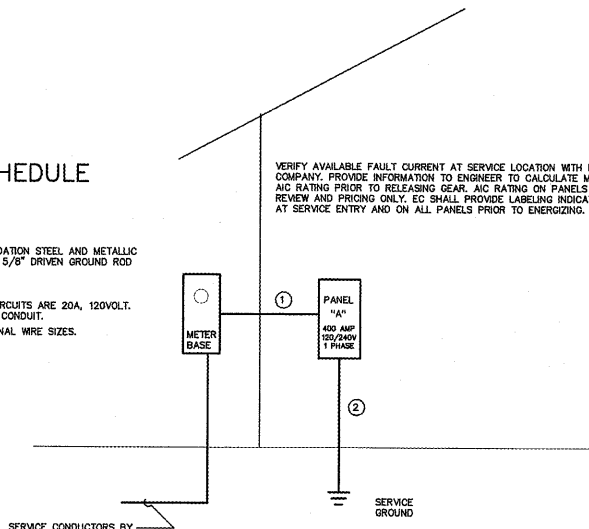 HEDULE
VERIFY AVAILABLE FAULT CURRENT AT SERVICE LOCATION WITH
COMPANY. PROVIDE INFORMATION TO ENGINEER TO CALCULATE M
AIC RATING PRIOR TO RELEASING GEAR. AIC RATING ON PANELS
REVIEW AND PRICING ONLY. EC SHALL PROVIDE LABELING INDICA
AT SERVICE ENTRY AND ON ALL PANELS PRIOR TO ENERGIZING.
DATION STEEL AND METALLIC
5/8" DRIVEN GROUND ROD
RCUITS ARE 20A, 120VOLT.
CONDUIT.
NAL WIRE SIZES.
METER
BASE
1
PANEL
"A"
400 AMP
120/240V
1 PHASE
2
SERVICE
GROUND
SERVICE CONDUCTORS BY